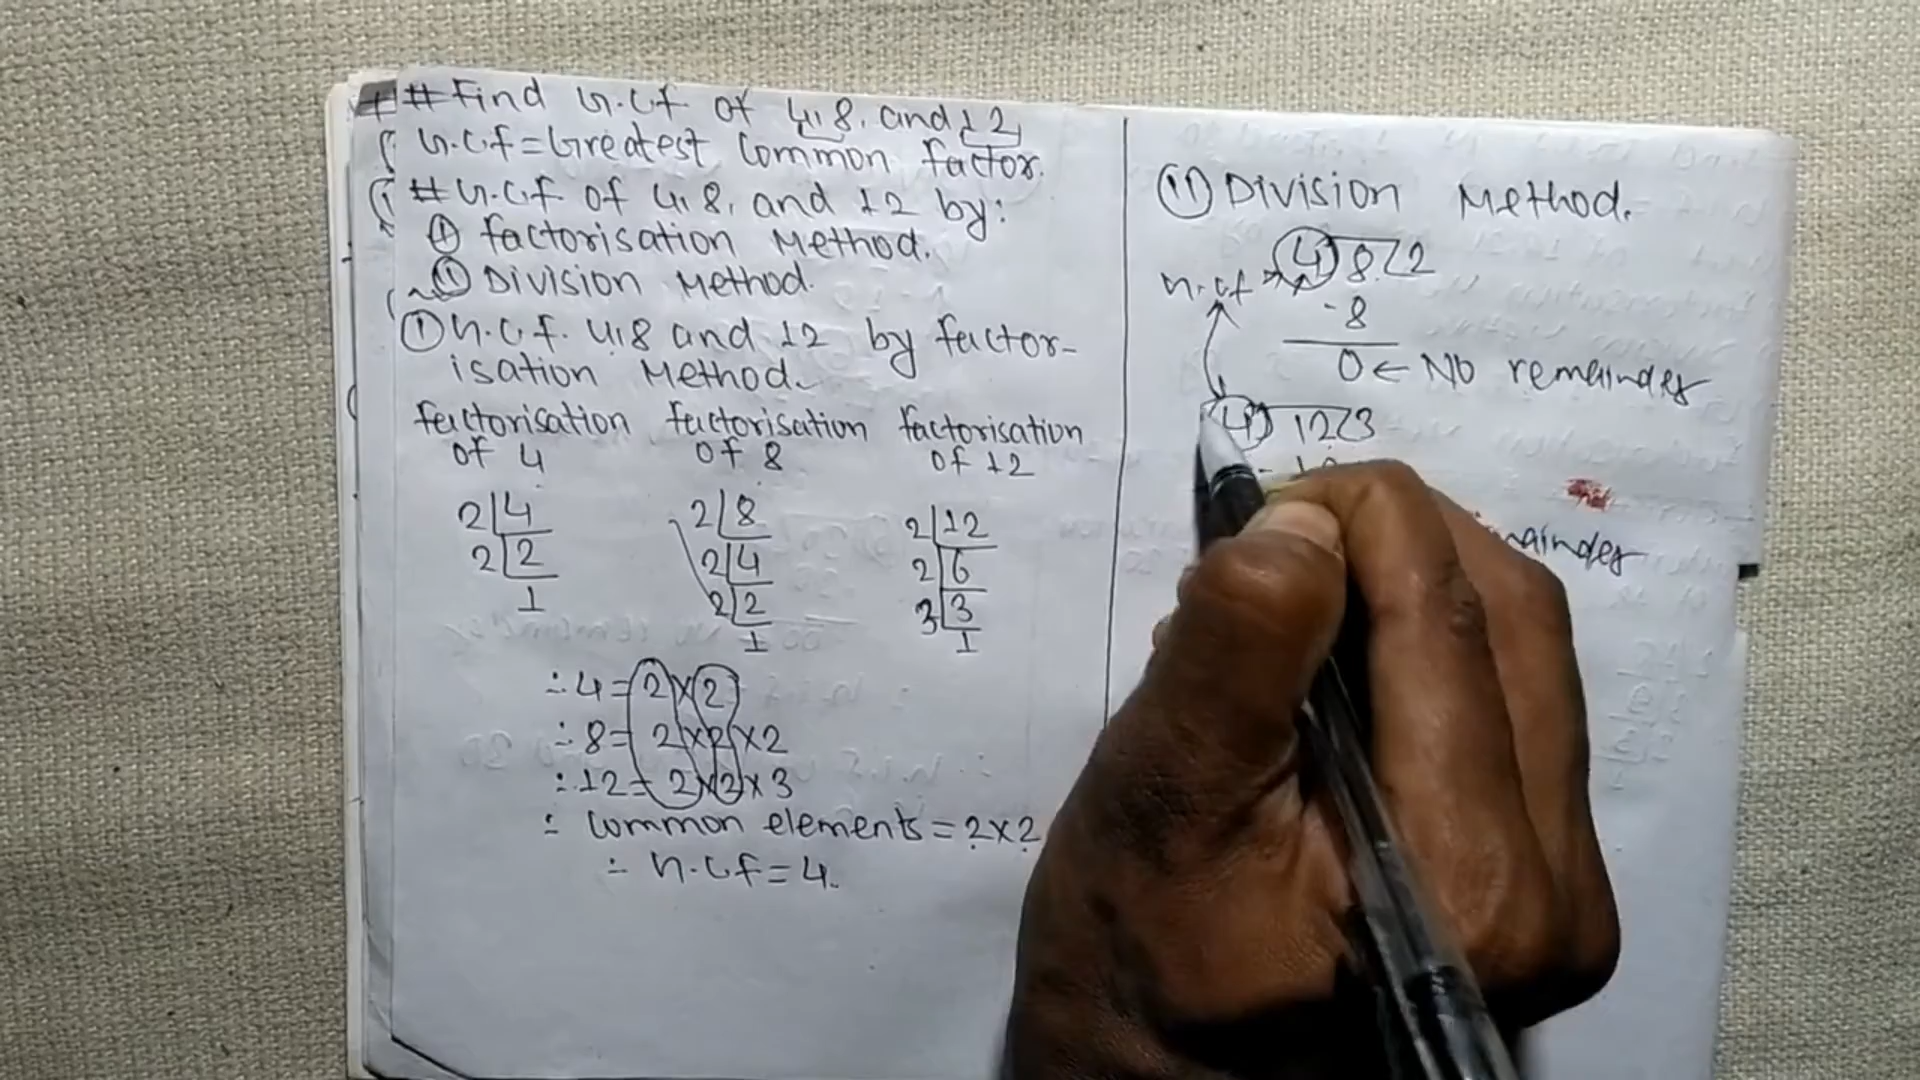 # Find G.C.F of 4,8, and 12
G.C.F = Greatest Common factor.
# G.C.F of 4,8, and 12 by:
① factorisation Method.
⑪ Division Method.
① G.C.F. 4,8 and 12 by factor-
isation Method.
factorisation factorisation factorisation
of 4 of 8 of 12
2 4 2 8 2 12
2 2 2 4 2 6
1 2 2 3 3
1 1
∴ 4 = 2 × 2
∴ 8 = 2 × 2 × 2
∴ 12 = 2 × 2 × 3
∴ Common elements = 2 × 2
∴ G.C.F = 4.
⑪ Division Method.
4) 8 (2
G.C.F
-8
0 ← No remainder
4) 12 (3